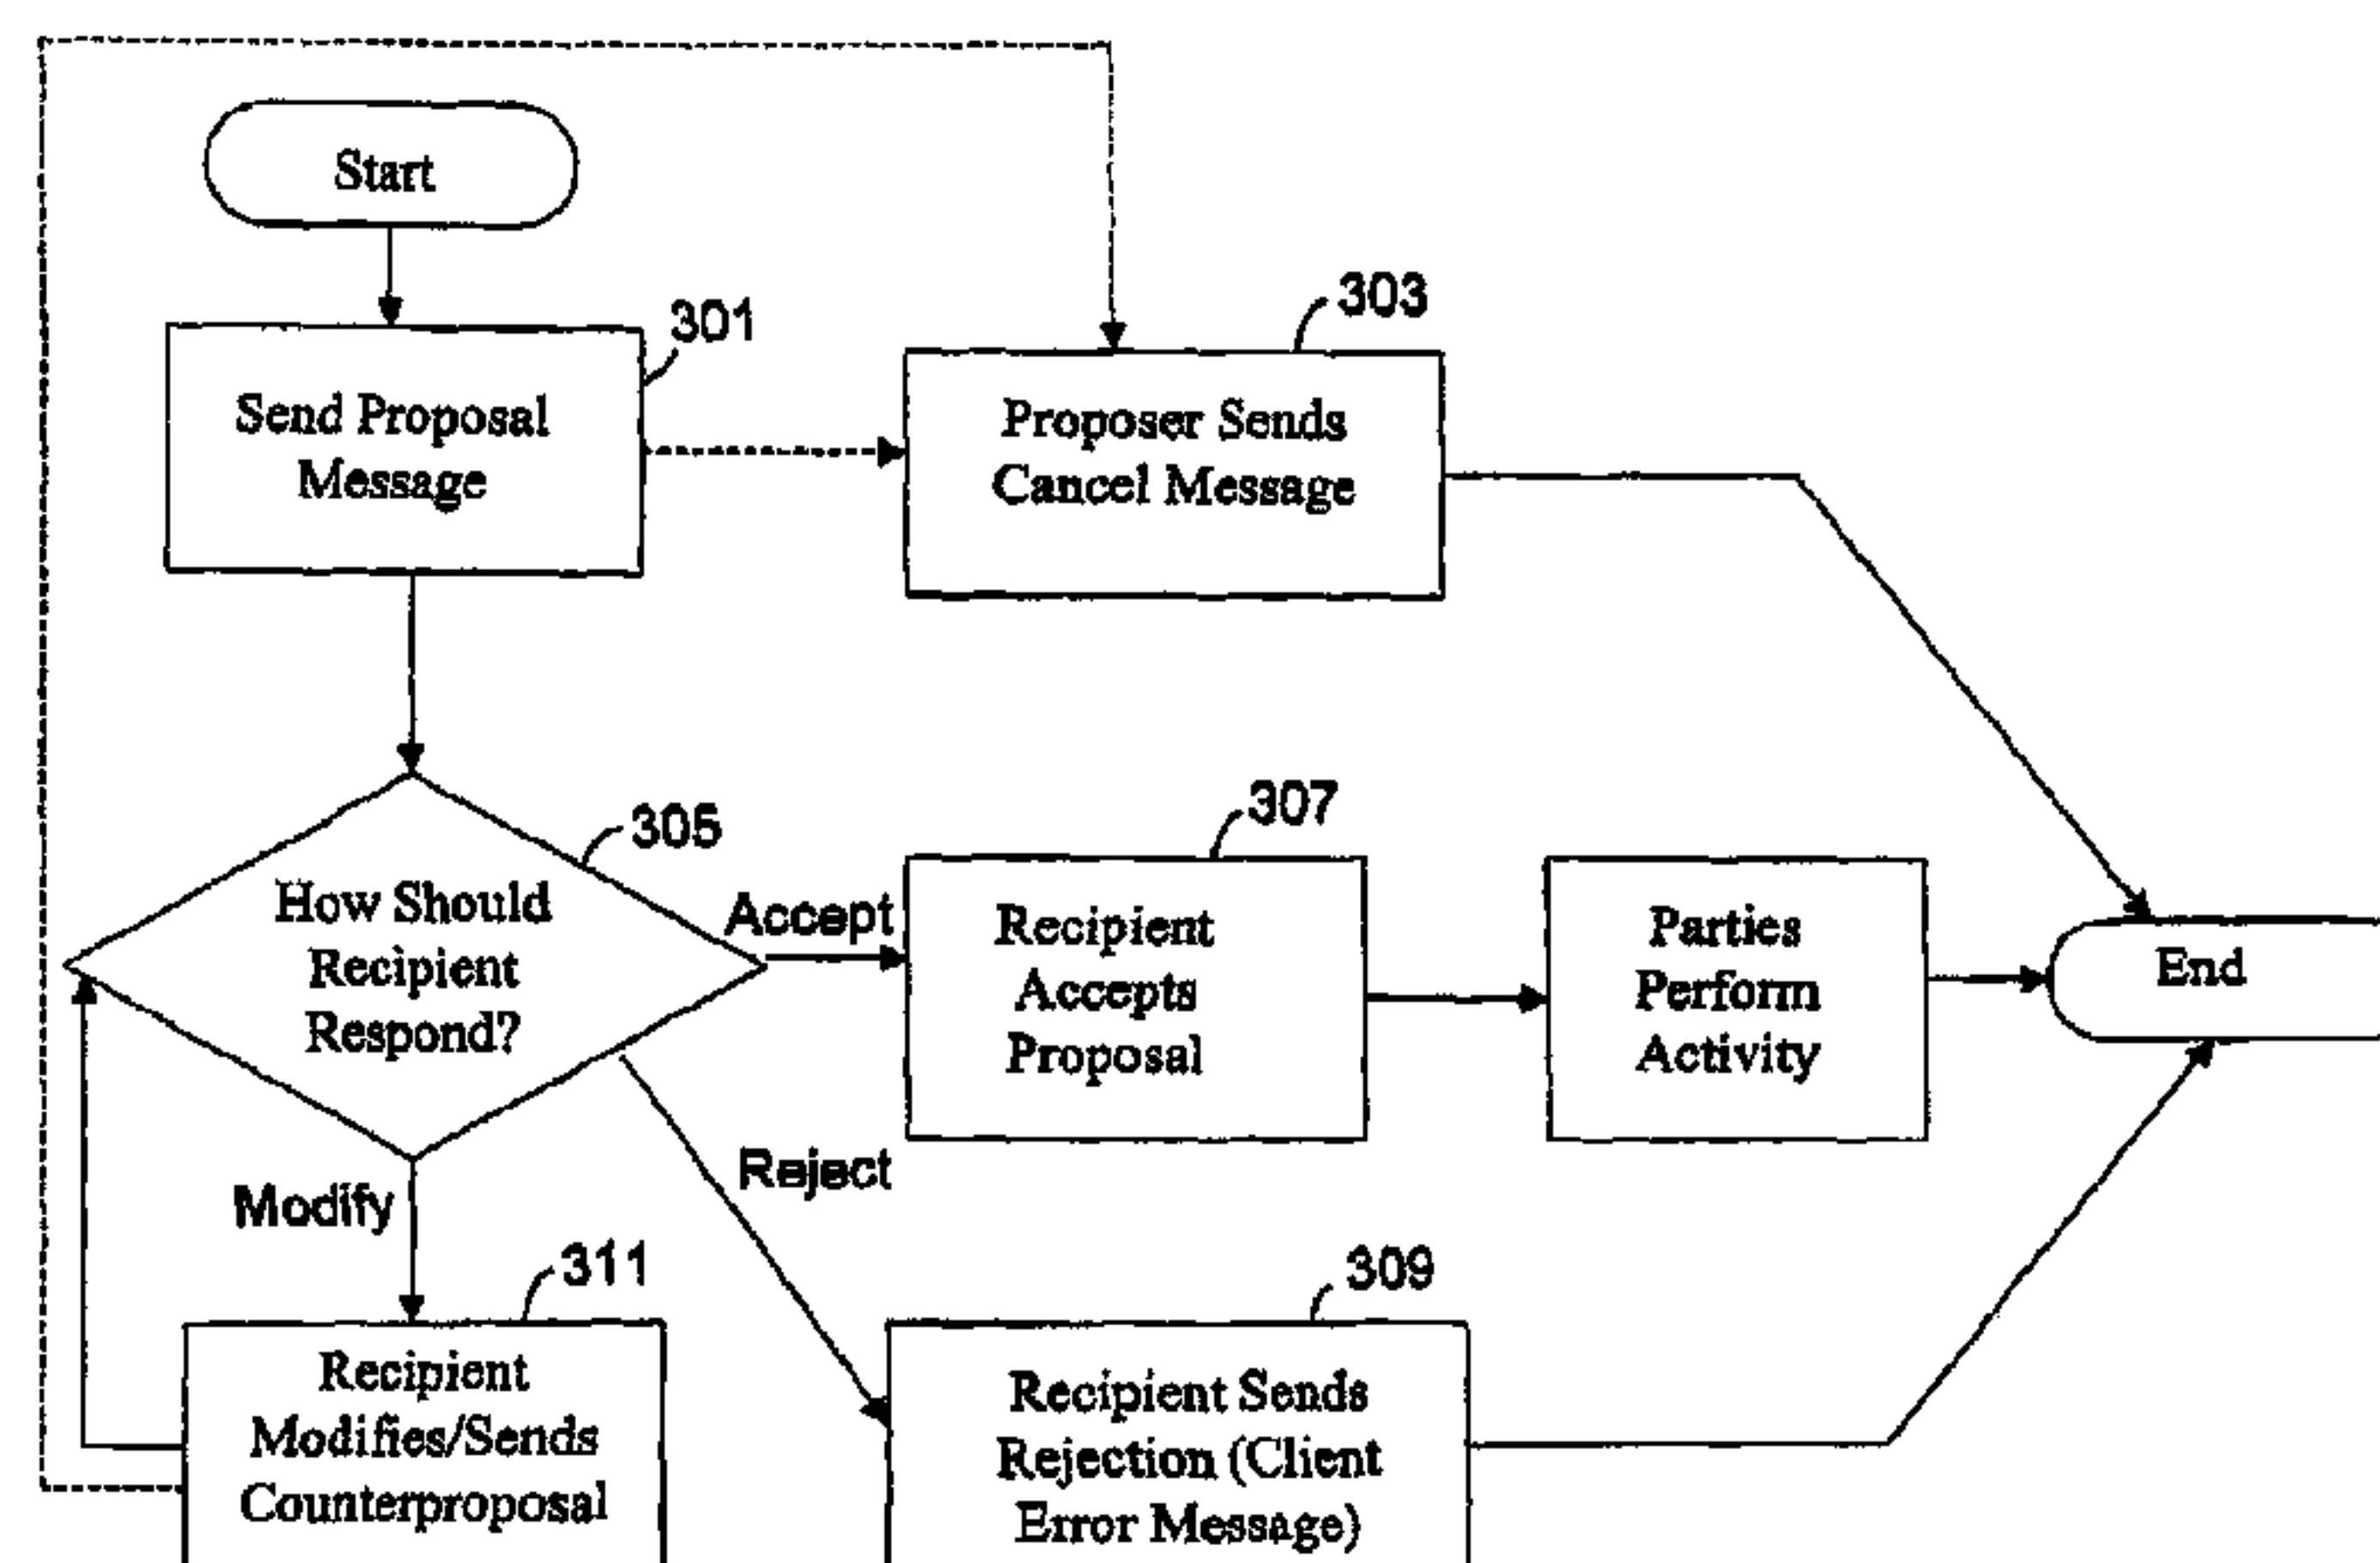 Start
301
Send Proposal
Message
303
Proposer Sends
Cancel Message
305
How Should
Recipient
Respond?
Accept
307
Recipient
Accepts
Proposal
Parties
Perform
Activity
End
Reject
Modify
311
Recipient
Modifies/Sends
Counterproposal
309
Recipient Sends
Rejection (Client
Error Message)